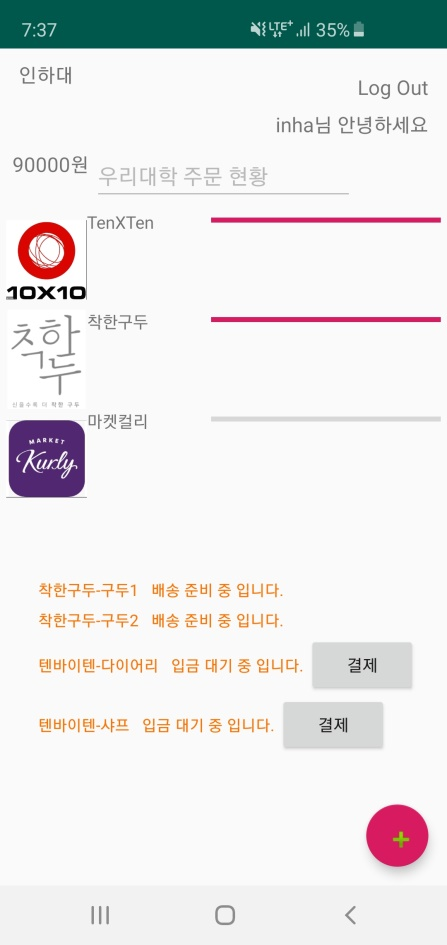 7:37 LTE+ 35%
인하대
Log Out
inha님 안녕하세요
90000원 우리대학 주문 현황
TenXTen
10X10
착한구두
착한구두
신을수록 더 착한 구두
마켓컬리
MARKET
Kurly
착한구두-구두1 배송 준비 중 입니다.
착한구두-구두2 배송 준비 중 입니다.
텐바이텐-다이어리 입금 대기 중 입니다. 결제
텐바이텐-샤프 입금 대기 중 입니다. 결제
+